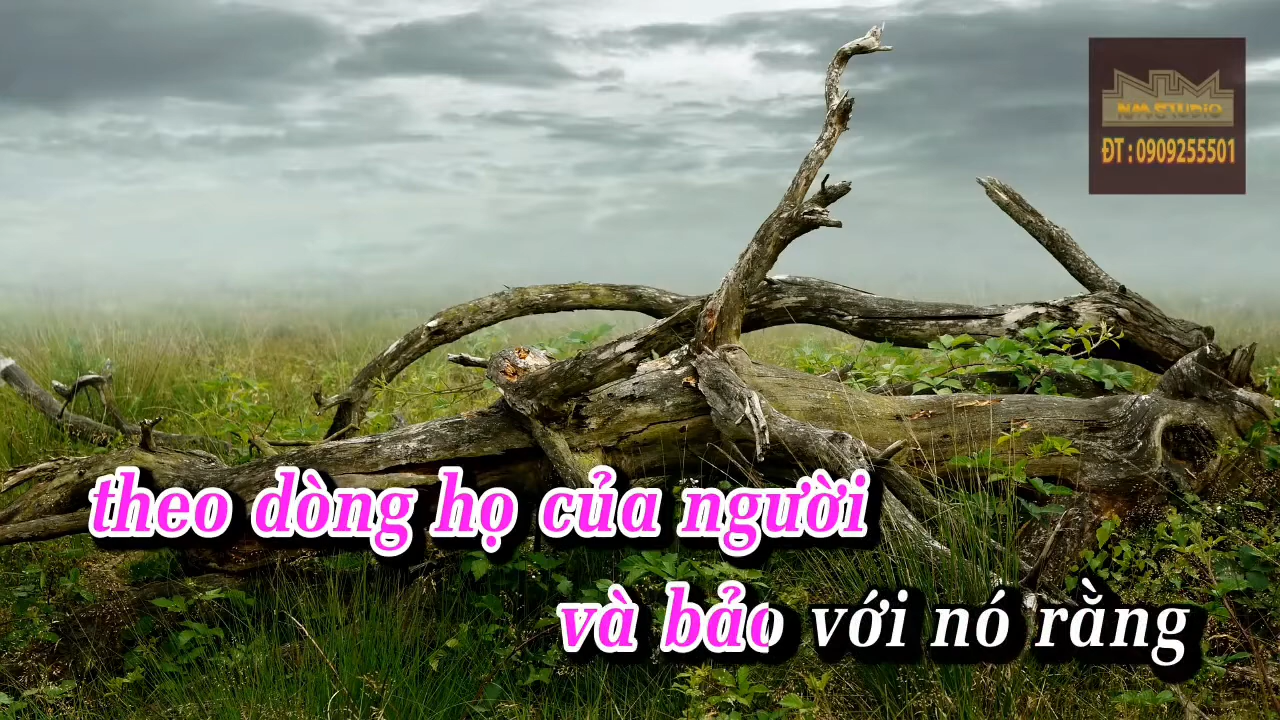 NM STUDIO
ĐT : 0909255501
theo dòng họ của người
và bảo với nó rằng